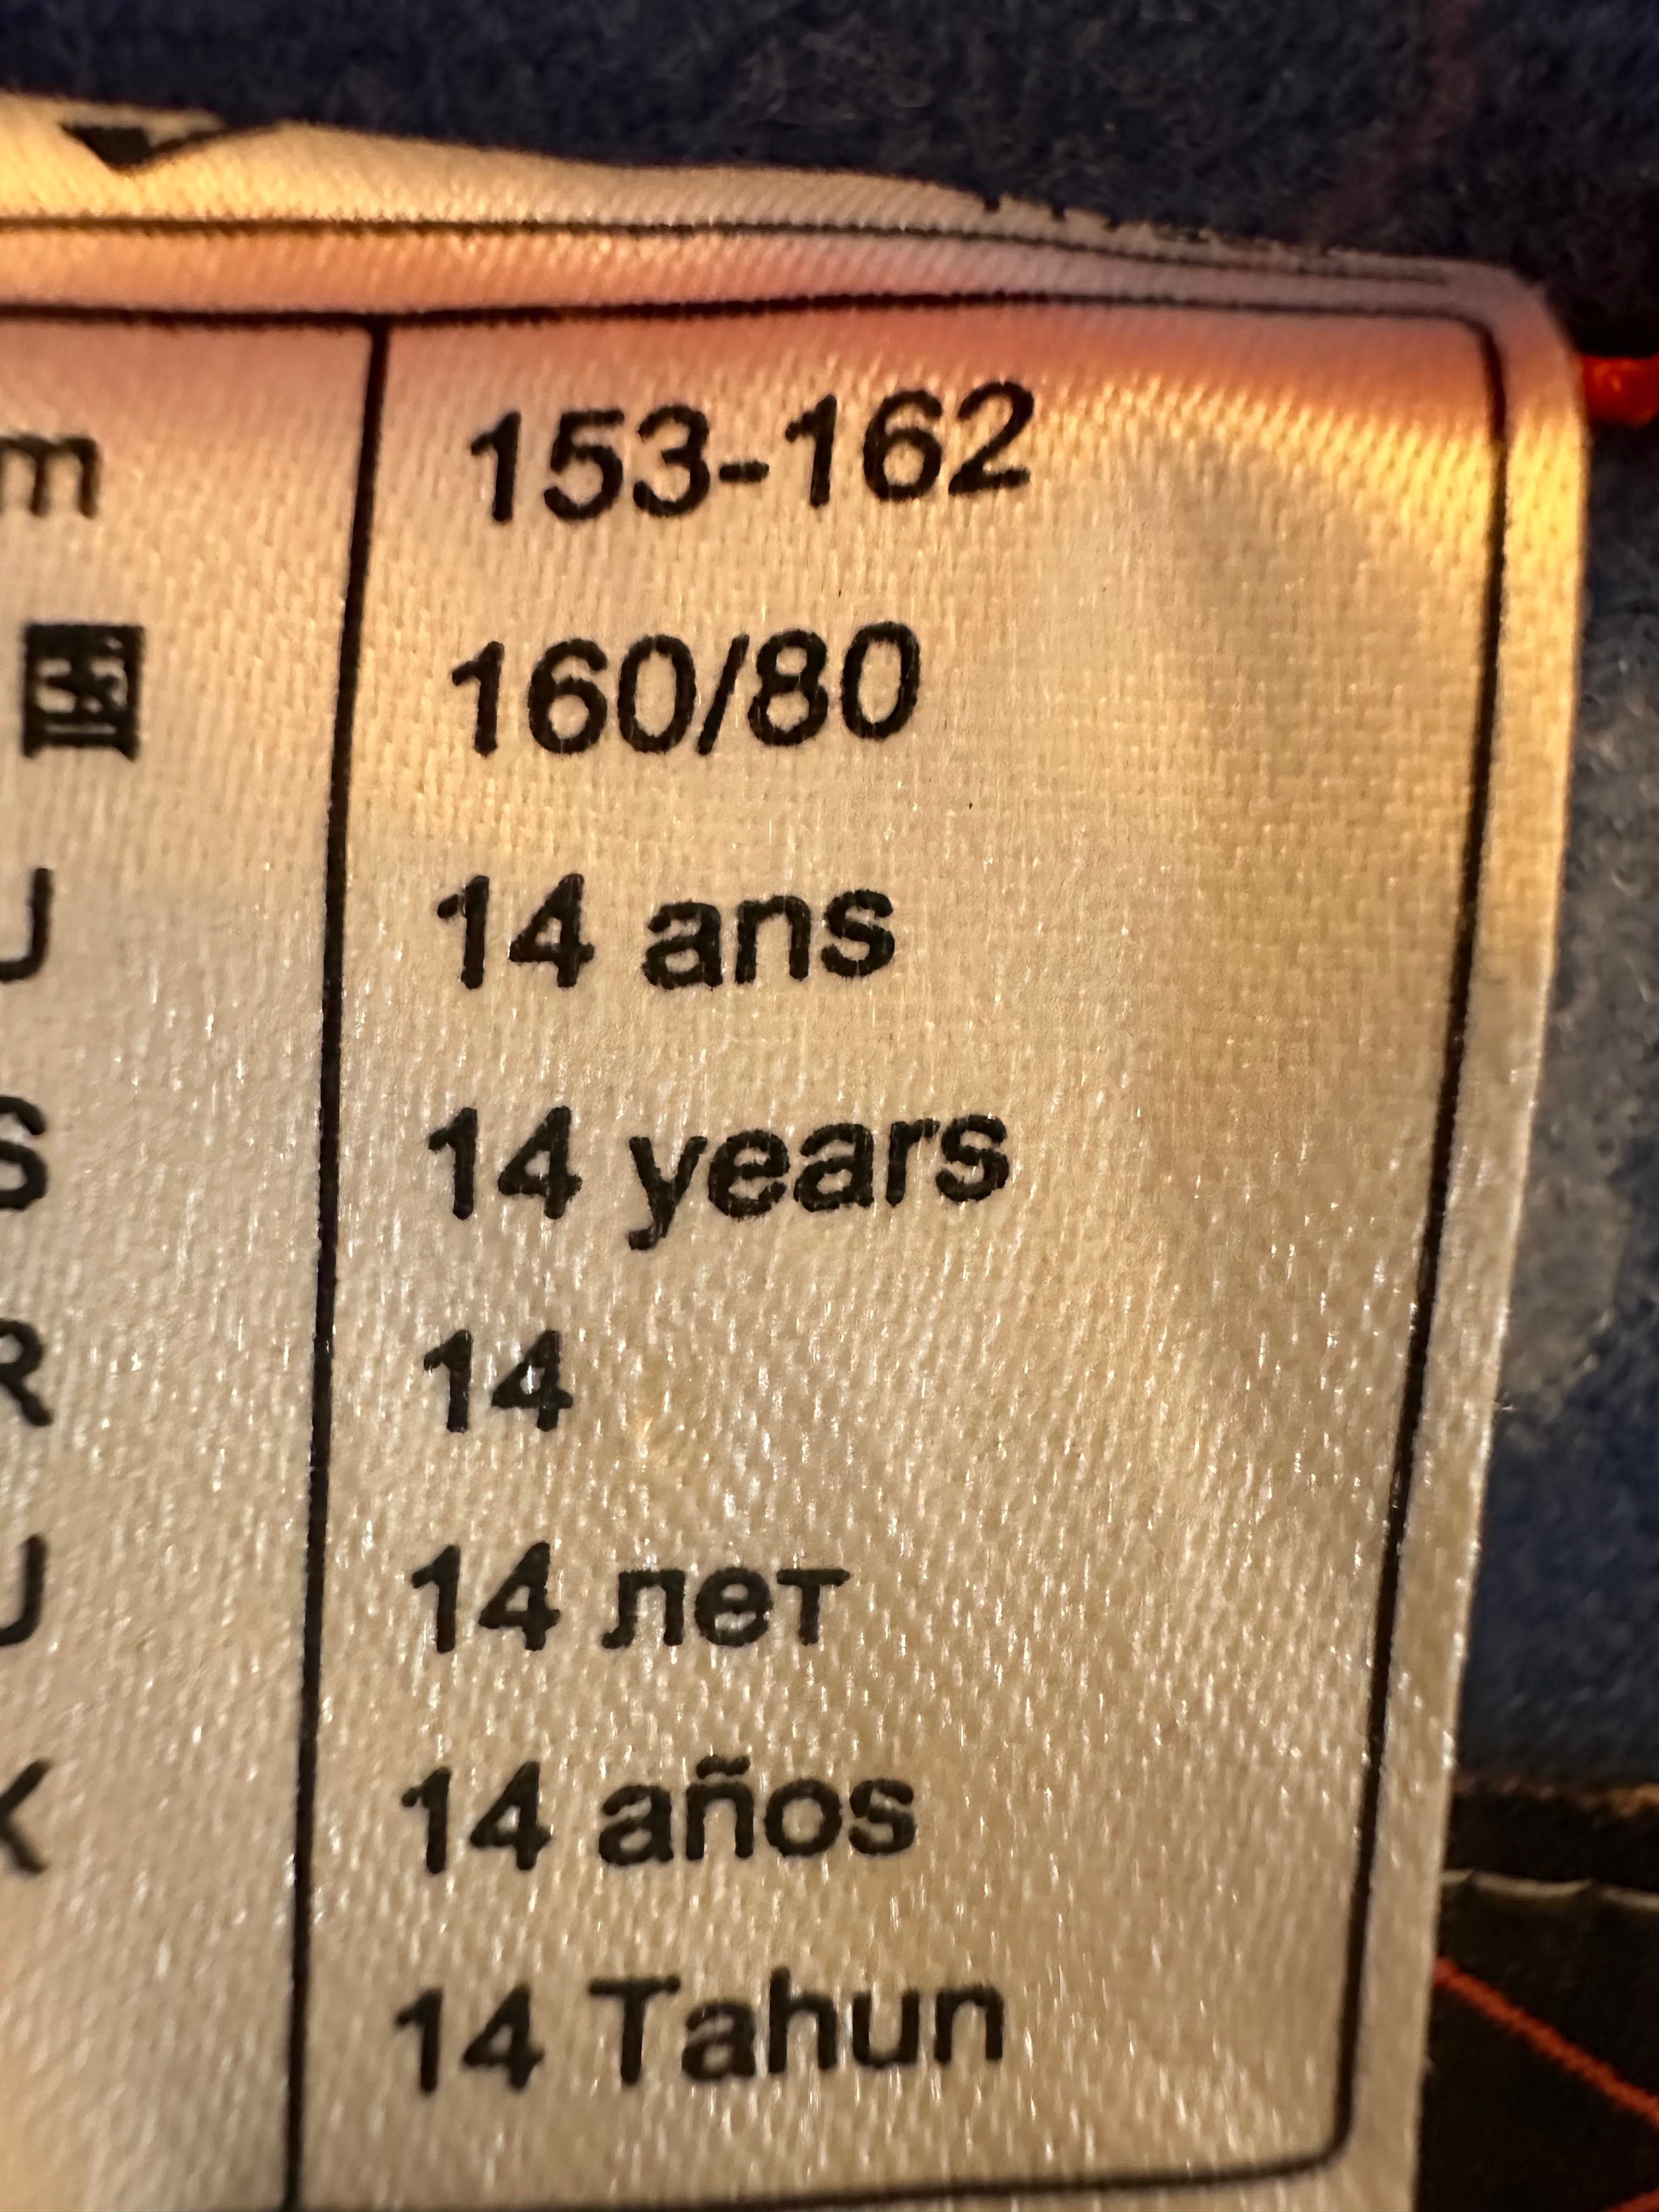 m 153-162
国 160/80
U 14 ans
S 14 years
R 14
U 14 лет
X 14 años
14 Tahun